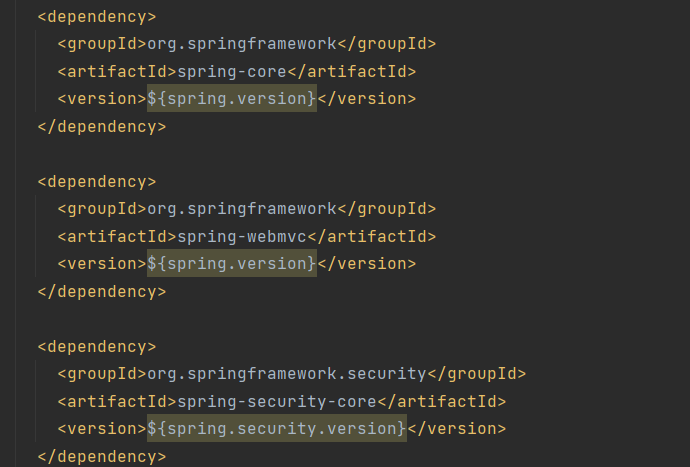 <dependency>
<groupId>org.springframework</groupId>
<artifactId>spring-core</artifactId>
<version>${spring.version}</version>
</dependency>
<dependency>
<groupId>org.springframework</groupId>
<artifactId>spring-webmvc</artifactId>
<version>${spring.version}</version>
</dependency>
<dependency>
<groupId>org.springframework.security</groupId>
<artifactId>spring-security-core</artifactId>
<version>${spring.security.version}</version>
</dependency>